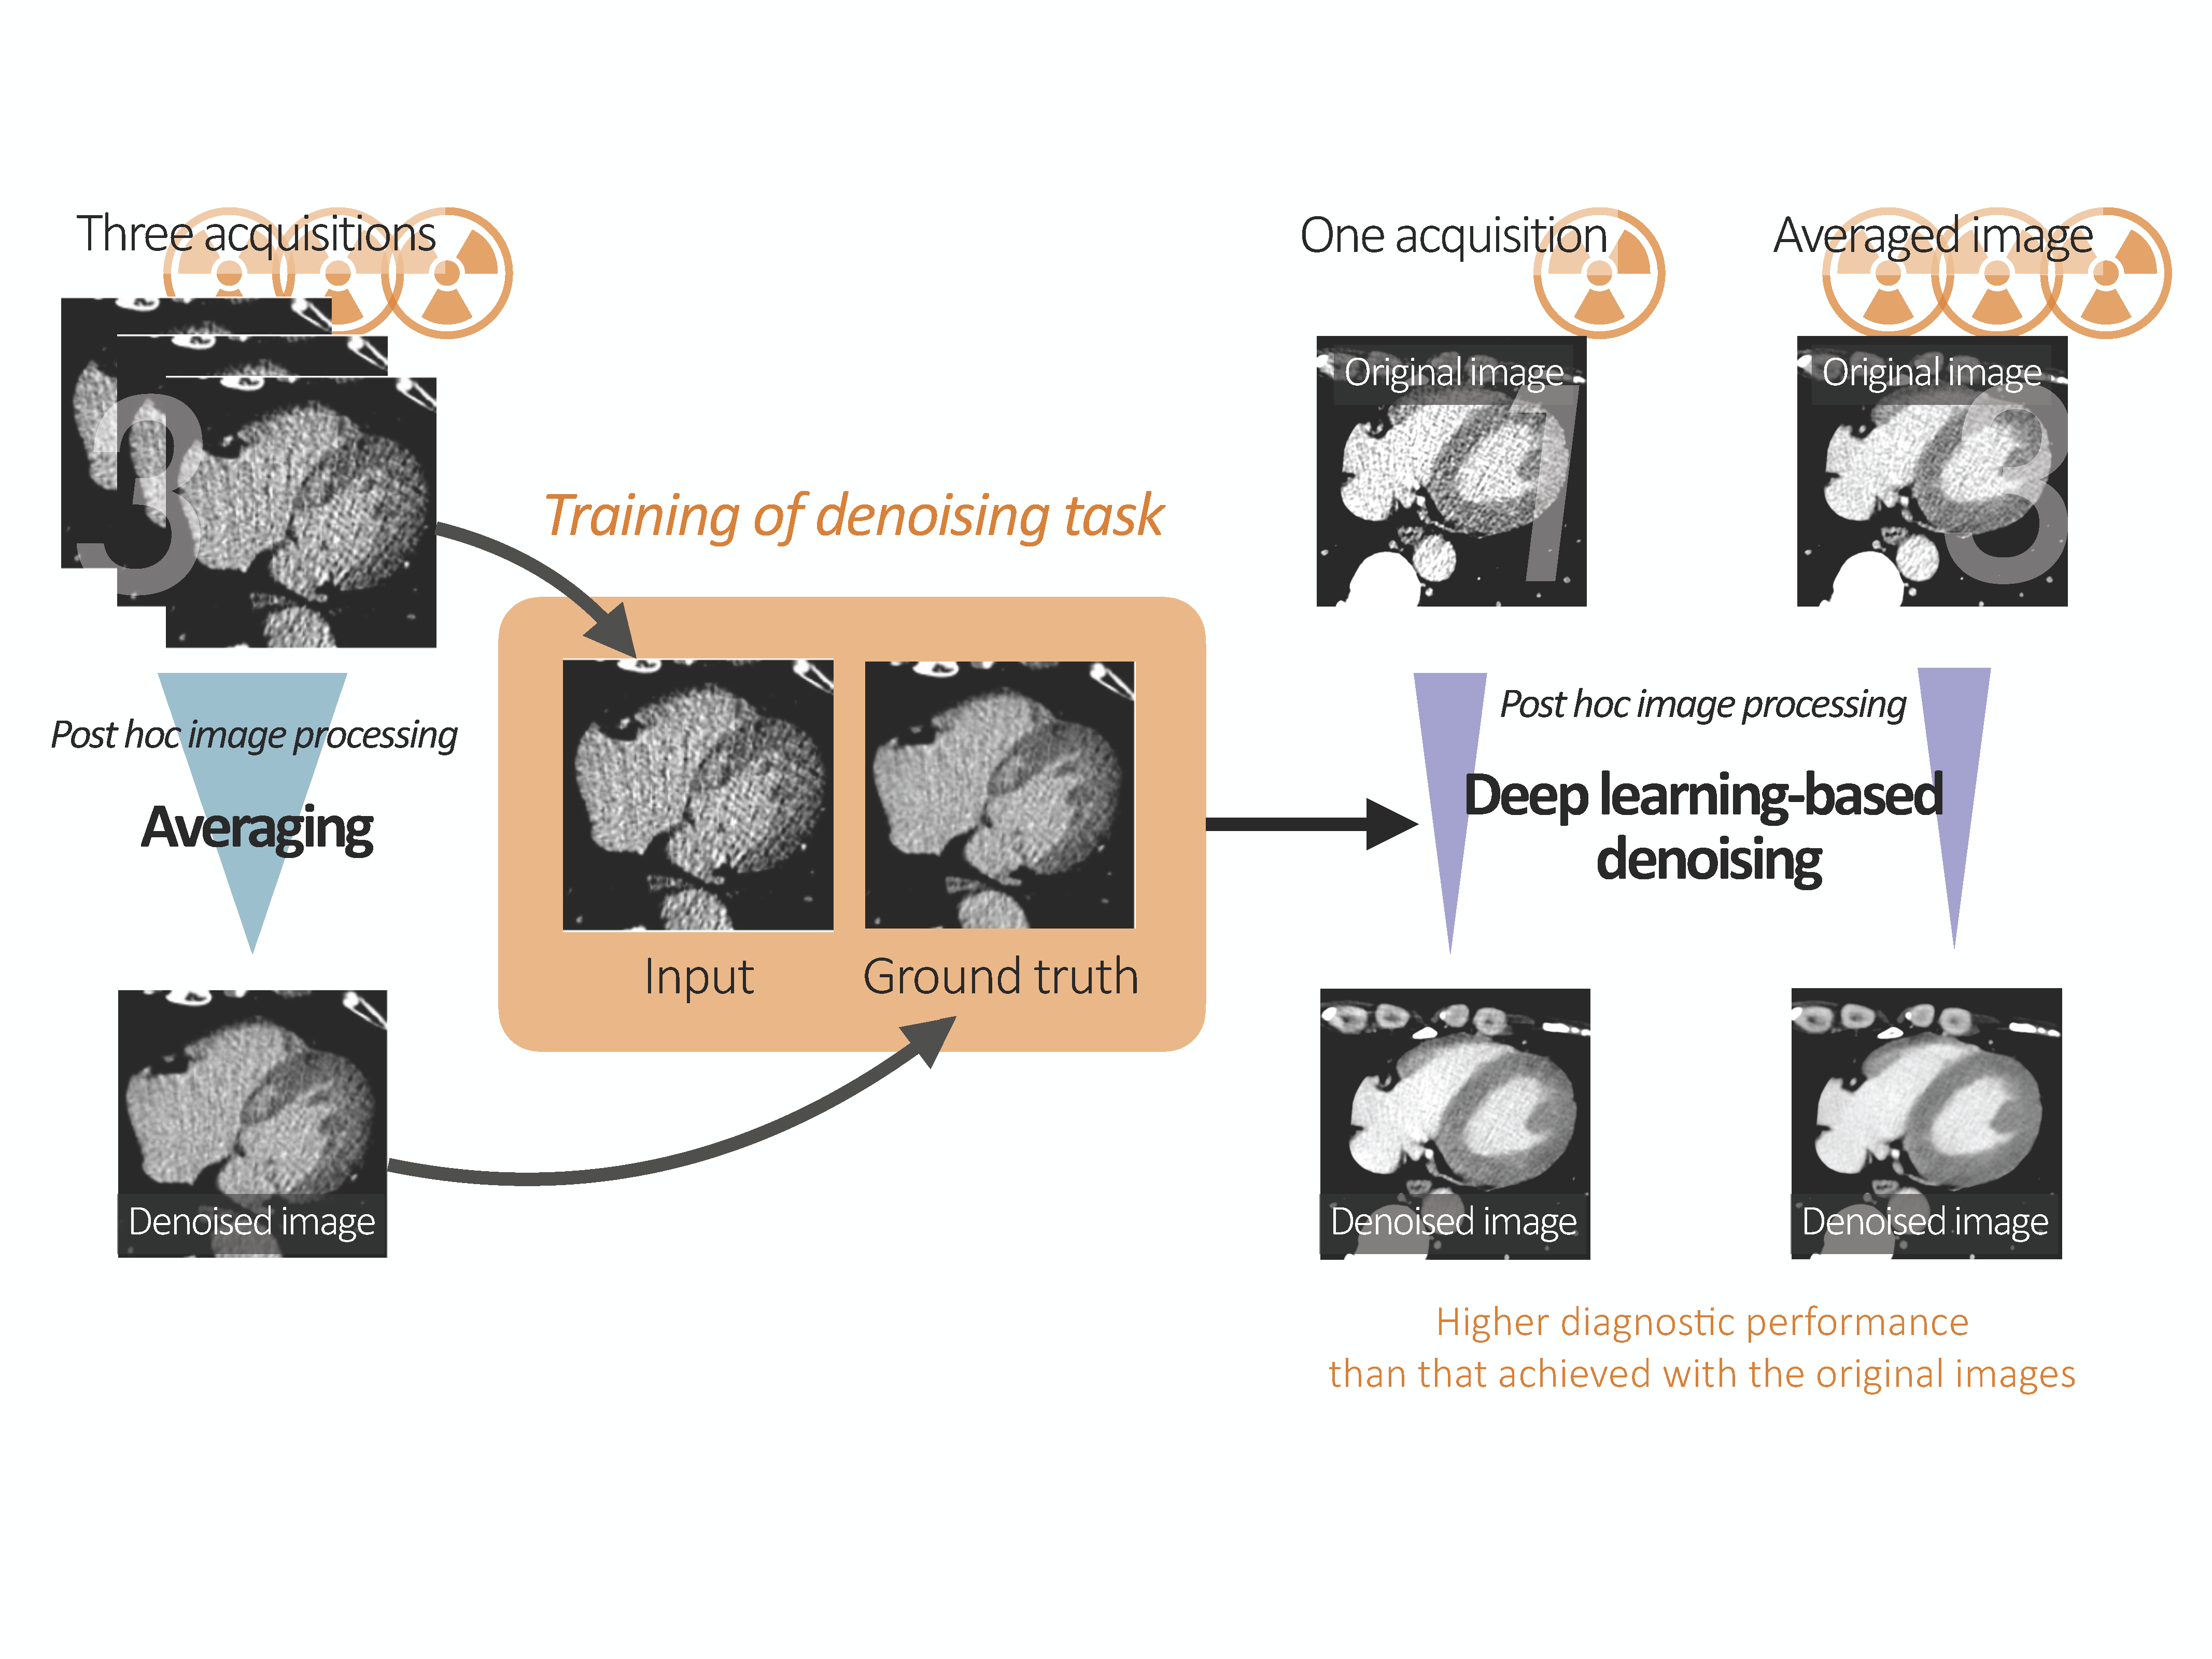 Three acquisitions
3
Post hoc image processing
Averaging
Denoised image
Training of denoising task
Input
Ground truth
One acquisition
Original image
1
Averaged image
Original image
3
Post hoc image processing
Deep learning-based
denoising
Denoised image
Denoised image
Higher diagnostic performance
than that achieved with the original images